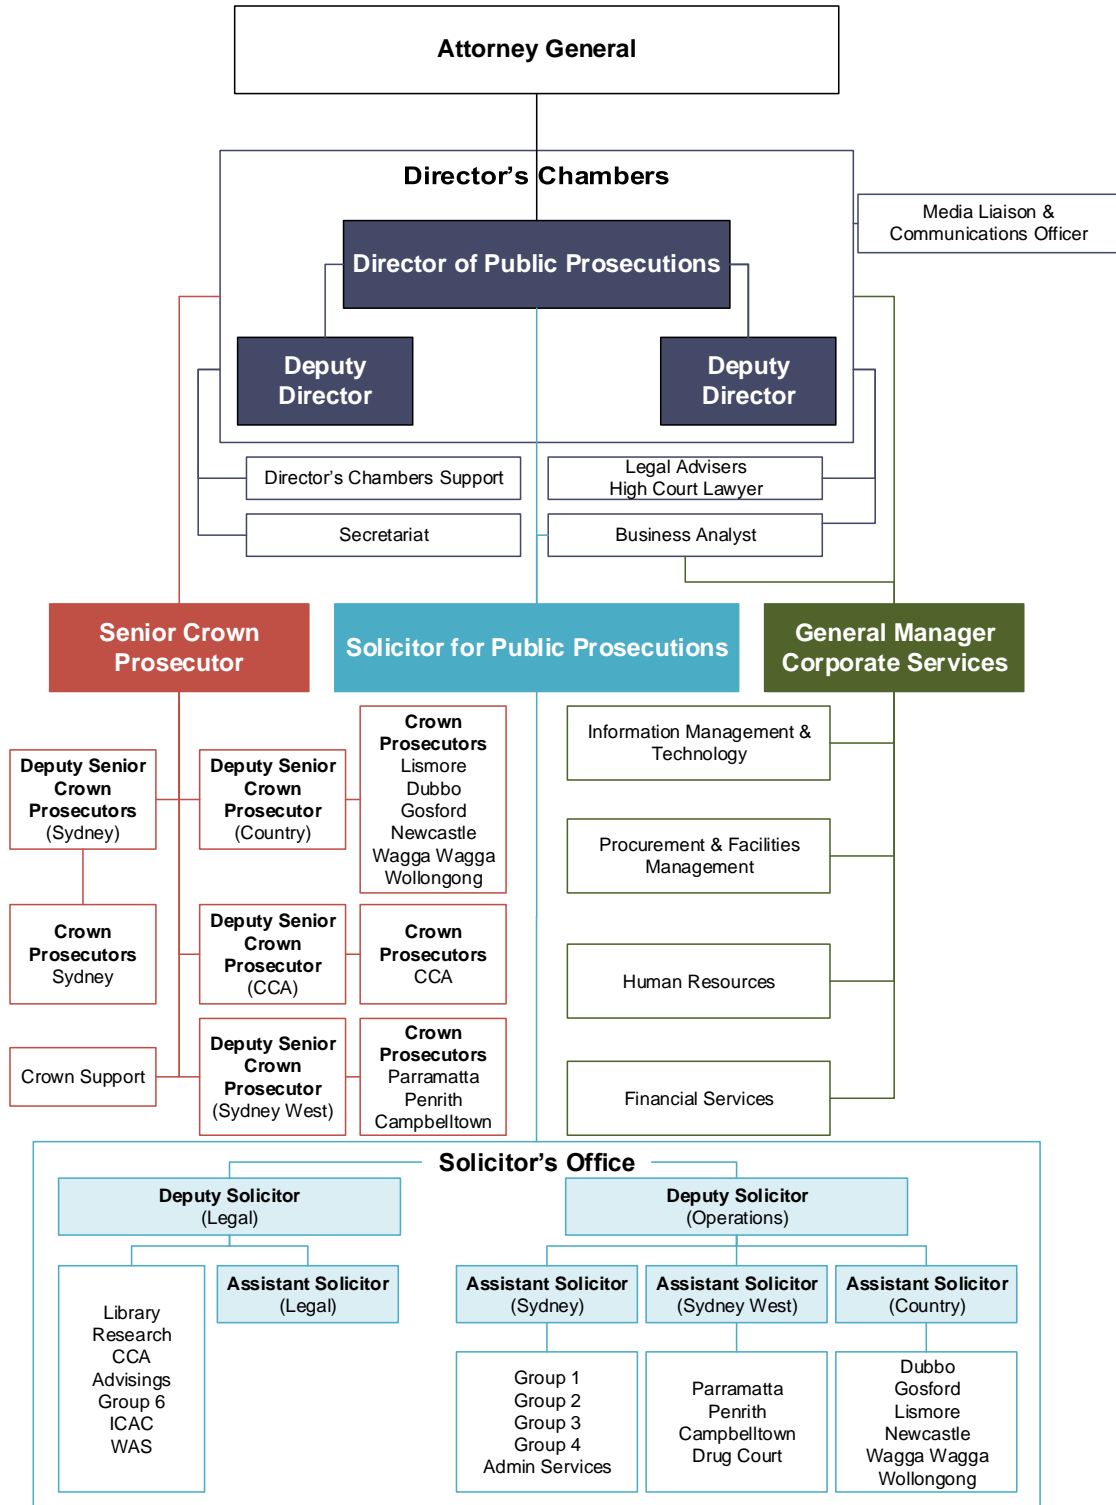 Attorney General
Director's Chambers
Media Liaison &
Communications Officer
Director of Public Prosecutions
Deputy
Director
Deputy
Director
Director's Chambers Support
Legal Advisers
High Court Lawyer
Secretariat
Business Analyst
Senior Crown
Prosecutor
Solicitor for Public Prosecutions
General Manager
Corporate Services
Deputy Senior
Crown
Prosecutors
(Sydney)
Deputy Senior
Crown
Prosecutor
(Country)
Crown
Prosecutors
Lismore
Dubbo
Gosford
Newcastle
Wagga Wagga
Wollongong
Information Management &
Technology
Procurement & Facilities
Management
Crown
Prosecutors
Sydney
Deputy Senior
Crown
Prosecutor
(CCA)
Crown
Prosecutors
CCA
Human Resources
Crown Support
Deputy Senior
Crown
Prosecutor
(Sydney West)
Crown
Prosecutors
Parramatta
Penrith
Campbelltown
Financial Services
Solicitor's Office
Deputy Solicitor
(Legal)
Deputy Solicitor
(Operations)
Library
Research
CCA
Advisings
Group 6
ICAC
WAS
Assistant Solicitor
(Legal)
Assistant Solicitor
(Sydney)
Assistant Solicitor
(Sydney West)
Assistant Solicitor
(Country)
Group 1
Group 2
Group 3
Group 4
Admin Services
Parramatta
Penrith
Campbelltown
Drug Court
Dubbo
Gosford
Lismore
Newcastle
Wagga Wagga
Wollongong